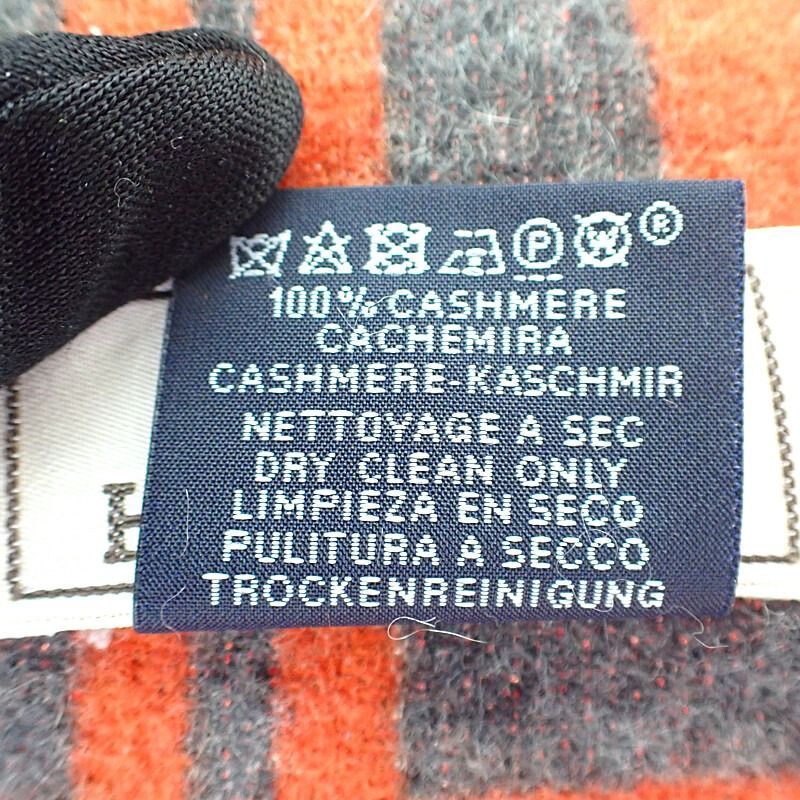 P W ®
100% CASHMERE
CACHEMIRA
CASHMERE-KASCHMIR
NETTOYAGE A SEC
DRY CLEAN ONLY
LIMPIEZA EN SECO
PULITURA A SECCO
TROCKENREINIGUNG